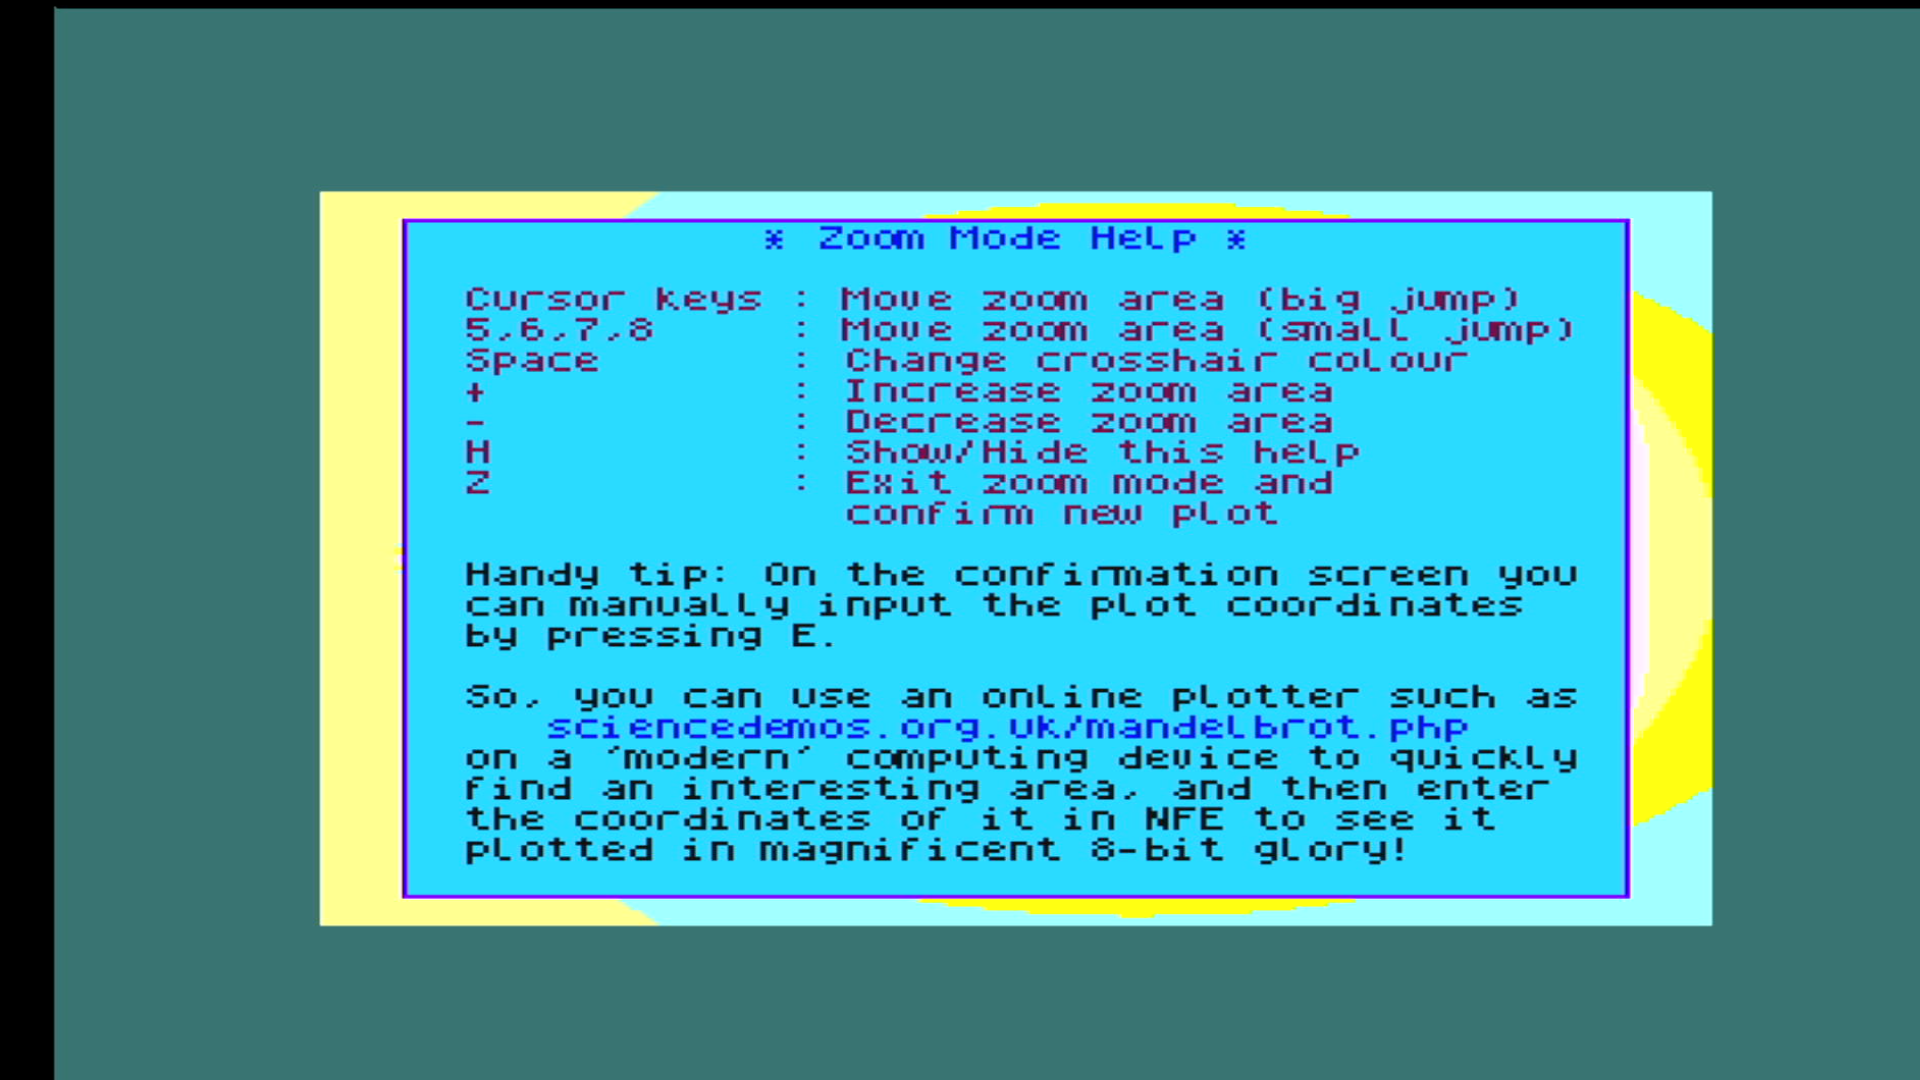 * Zoom Mode Help *
Cursor keys : Move zoom area (big jump)
5,6,7,8 : Move zoom area (small jump)
Space : Change crosshair colour
+ : Increase zoom area
- : Decrease zoom area
H : Show/Hide this help
Z : Exit zoom mode and
confirm new plot
Handy tip: On the confirmation screen you
can manually input the plot coordinates
by pressing E.
So, you can use an online plotter such as
sciencedemos.org.uk/mandelbrot.php
on a 'modern' computing device to quickly
find an interesting area, and then enter
the coordinates of it in NFE to see it
plotted in magnificent 8-bit glory!